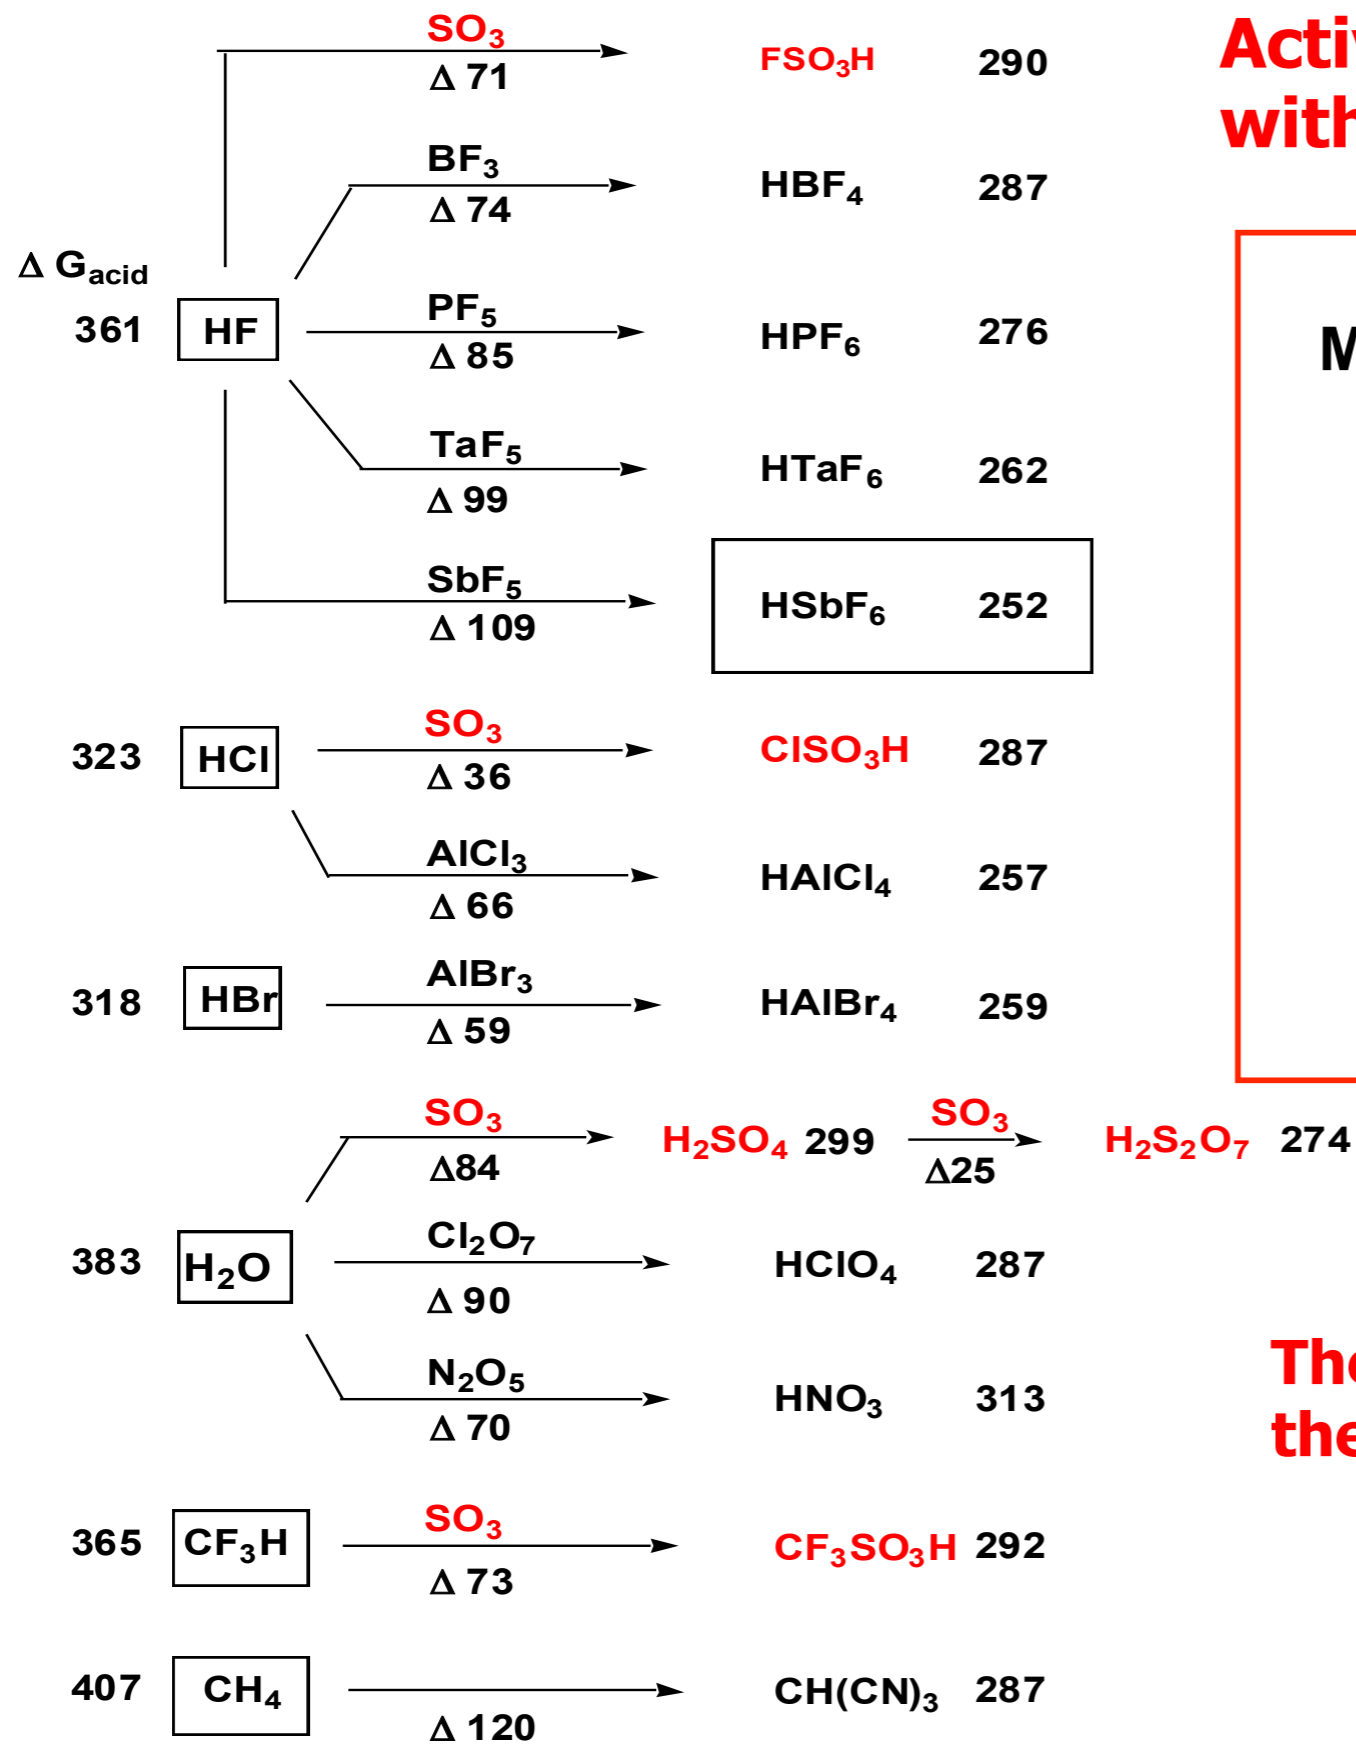 SO₃
Δ 71
FSO₃H 290
BF₃
Δ 74
HBF₄ 287
Δ G_acid
361 HF
PF₅
Δ 85
HPF₆ 276
TaF₅
Δ 99
HTaF₆ 262
SbF₅
Δ 109
HSbF₆ 252
323 HCl
SO₃
Δ 36
ClSO₃H 287
AlCl₃
Δ 66
HAlCl₄ 257
318 HBr
AlBr₃
Δ 59
HAlBr₄ 259
SO₃
Δ84
H₂SO₄ 299
SO₃
Δ25
H₂S₂O₇ 274
383 H₂O
Cl₂O₇
Δ 90
HClO₄ 287
N₂O₅
Δ 70
HNO₃ 313
365 CF₃H
SO₃
Δ 73
CF₃SO₃H 292
407 CH₄
Δ 120
CH(CN)₃ 287
M